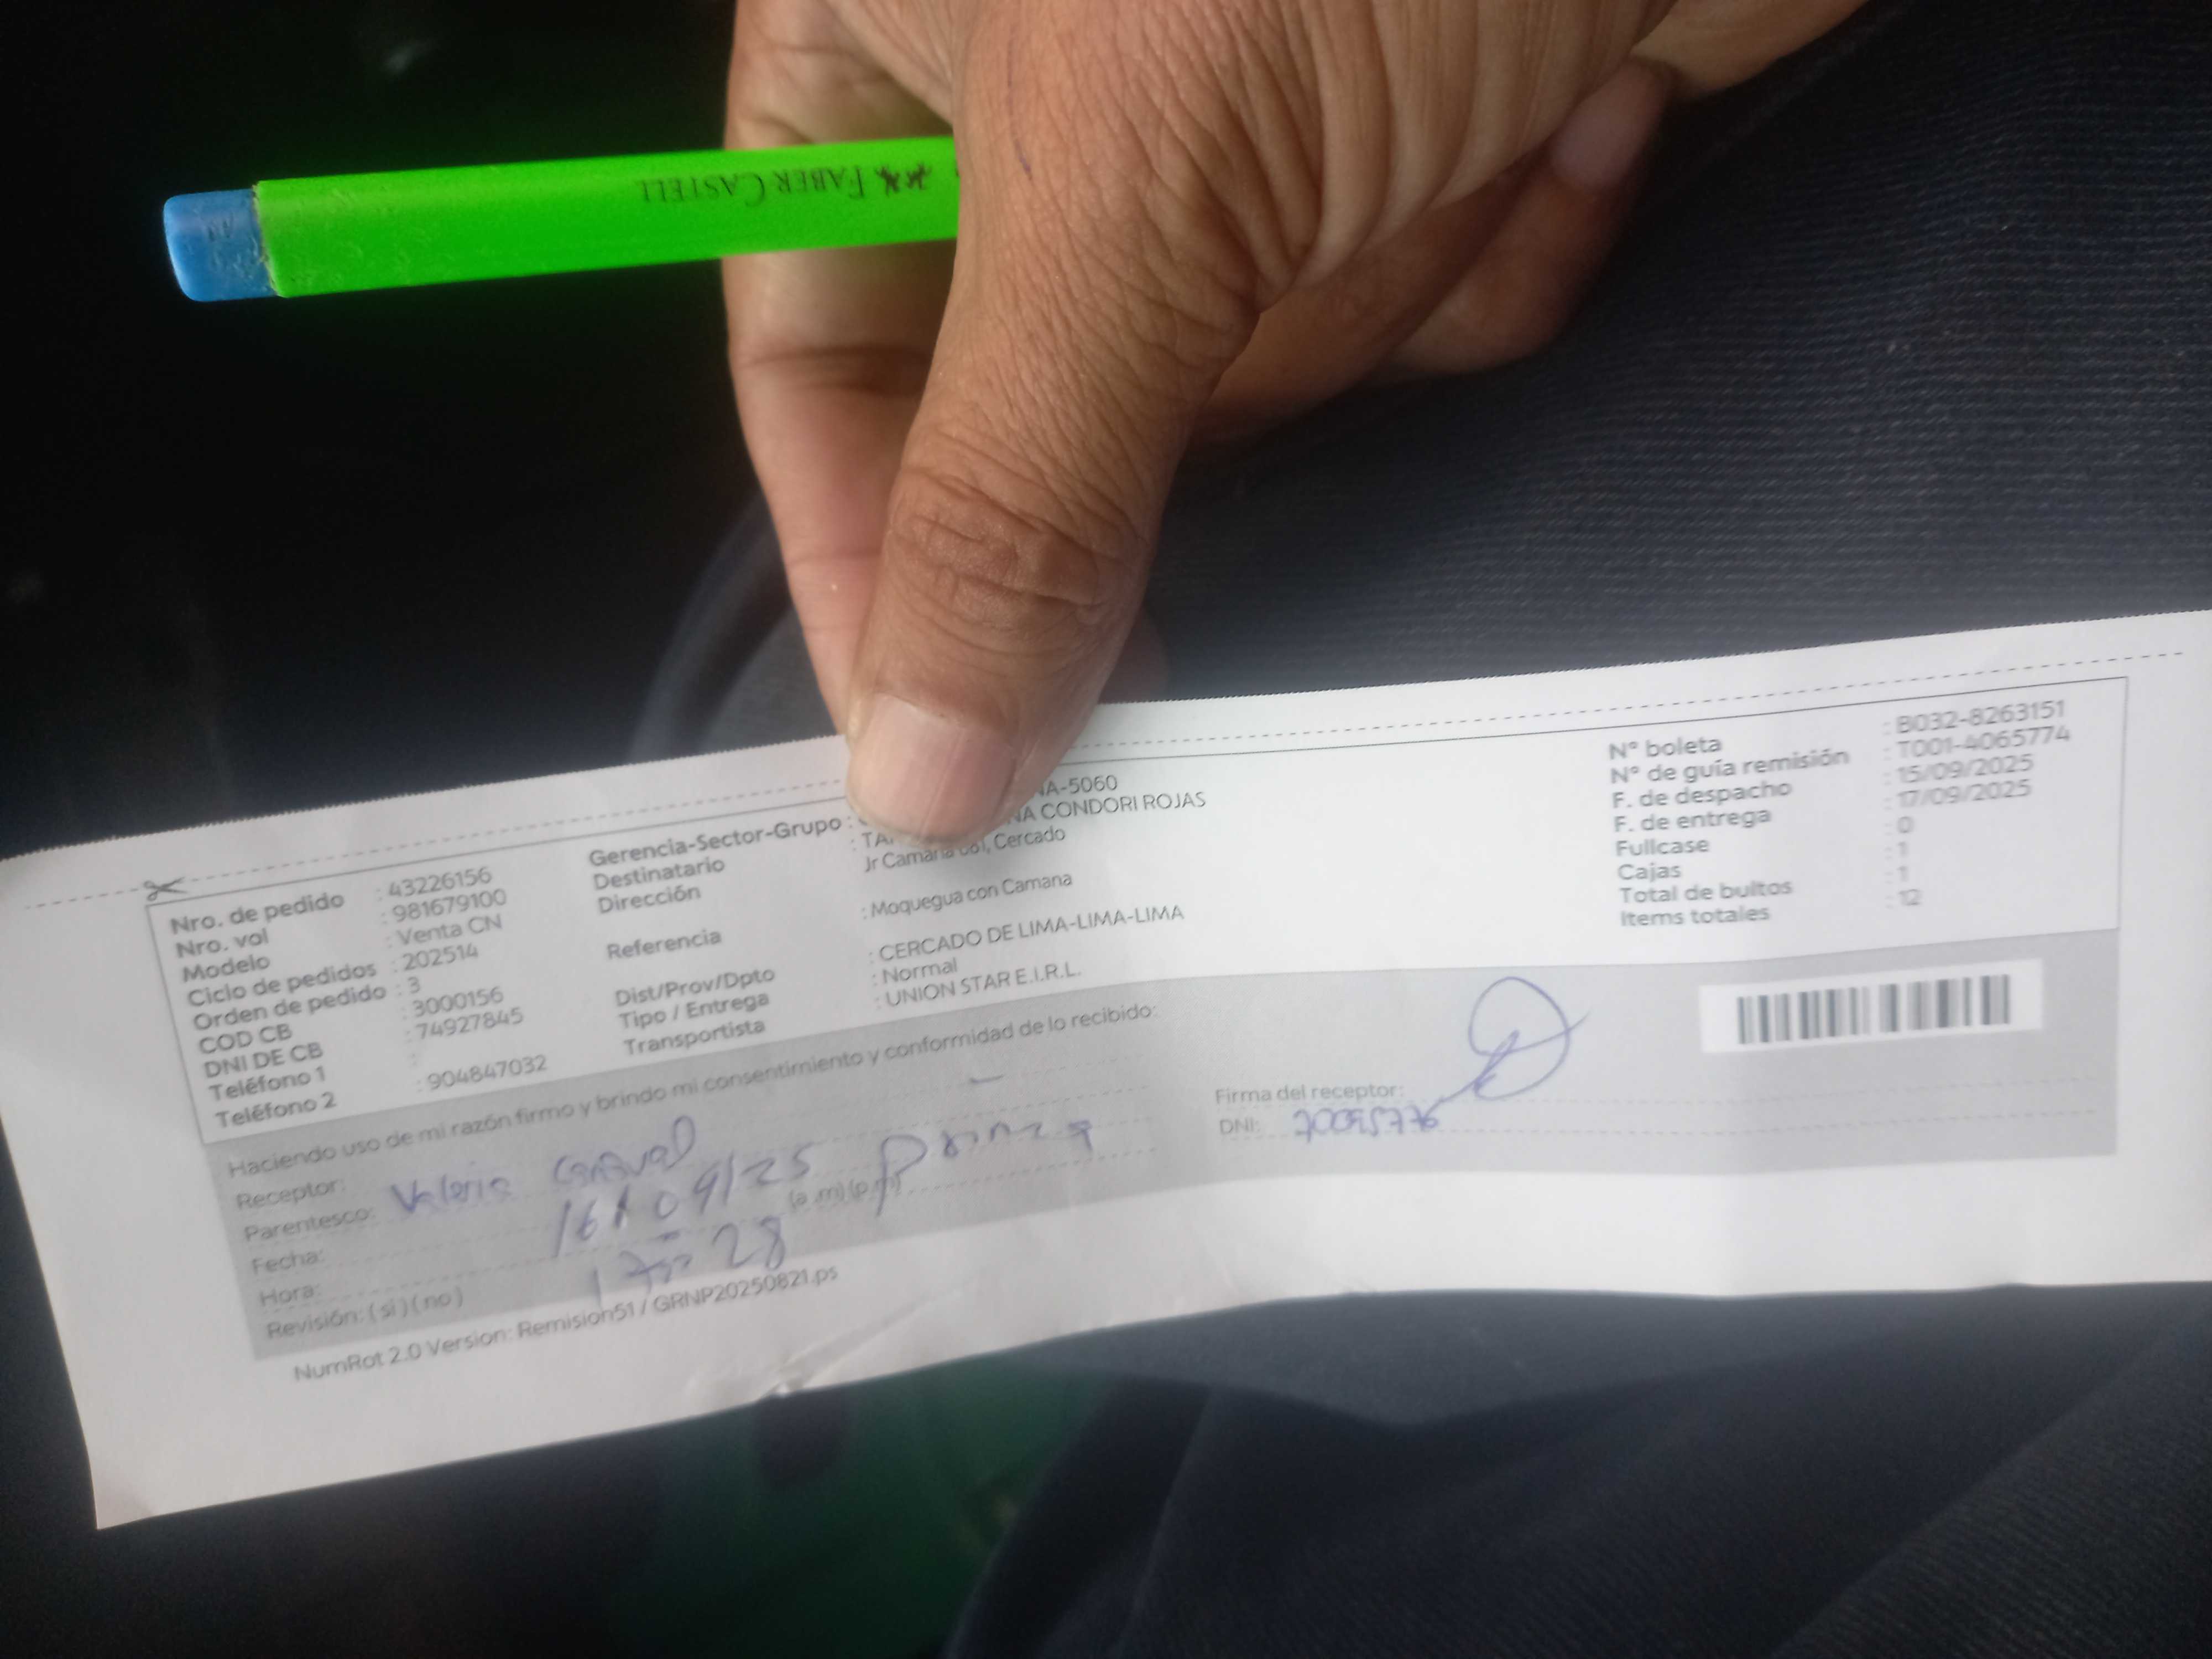 FABER CASTELL
Nro. de pedido : 43226156
Nro. vol : 981679100
Modelo : Venta CN
Ciclo de pedidos : 202514
Orden de pedido : 3
COD CB : 3000156
DNI DE CB : 74927845
Teléfono 1 :
Teléfono 2 : 904847032
Gerencia-Sector-Grupo : NA-5060
Destinatario : NA CONDORI ROJAS
Dirección Jr Camana 681, Cercado
Referencia : Moquegua con Camana
Dist/Prov/Dpto : CERCADO DE LIMA-LIMA-LIMA
Tipo / Entrega : Normal
Transportista : UNION STAR E.I.R.L.
N° boleta : B032-8263151
N° de guía remisión : T001-4065774
F. de despacho : 15/09/2025
F. de entrega : 17/09/2025
Fullcase : 0
Cajas : 1
Total de bultos : 1
Items totales : 12
Haciendo uso de mi razón firmo y brindo mi consentimiento y conformidad de lo recibido:
Receptor: Valeria
Parentesco: Prima
Fecha: 16/09/25
Hora: 28 (a.m) (p.m)
Revisión: ( si ) ( no )
Firma del receptor:
DNI:
NumRot 2.0 Version: Remision51 / GRNP20250821.ps